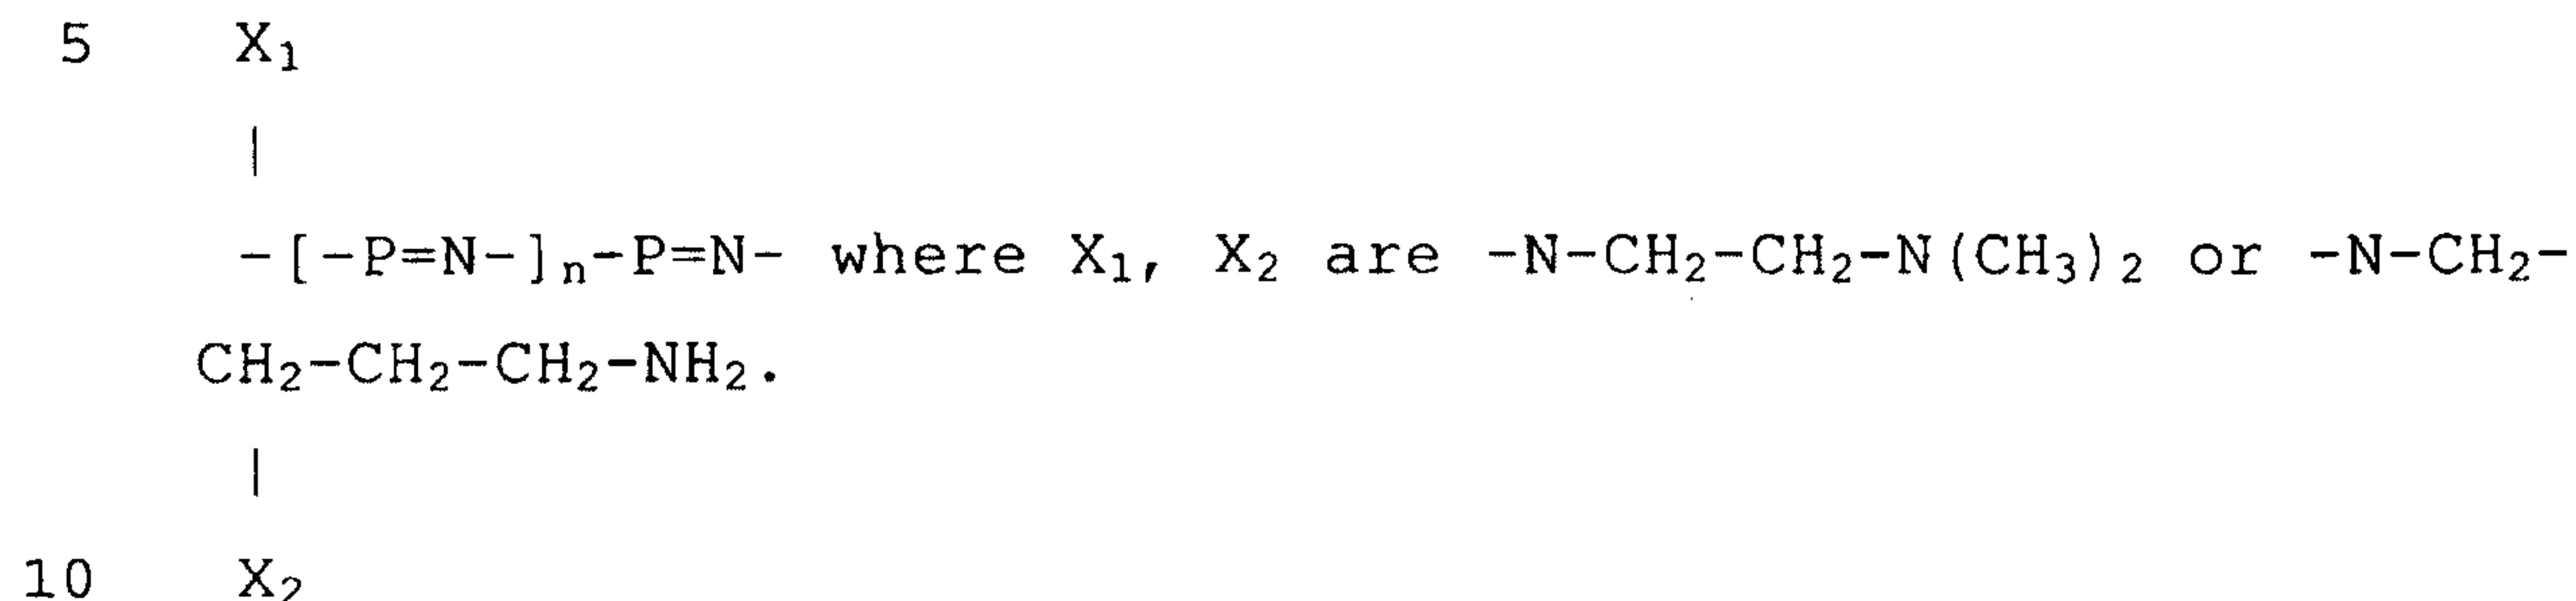 5 X₁
|
-[-P=N-]ₙ-P=N- where X₁, X₂ are -N-CH₂-CH₂-N(CH₃)₂ or -N-CH₂-
CH₂-CH₂-CH₂-NH₂.
|
10 X₂